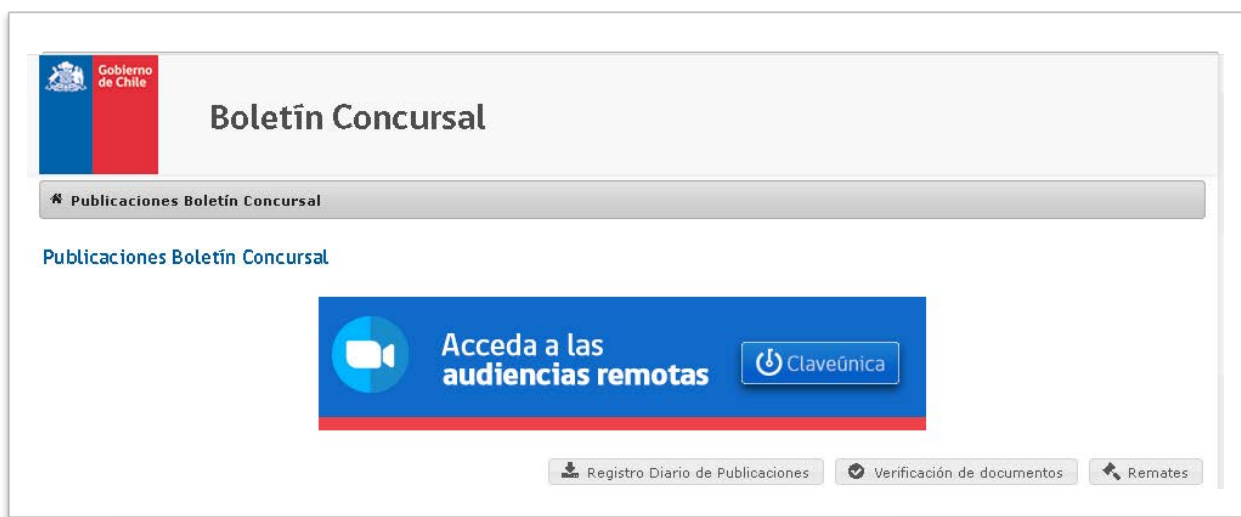 Gobierno
de Chile
Boletín Concursal
Publicaciones Boletín Concursal
Publicaciones Boletín Concursal
Acceda a las
audiencias remotas
Claveúnica
Registro Diario de Publicaciones
Verificación de documentos
Remates